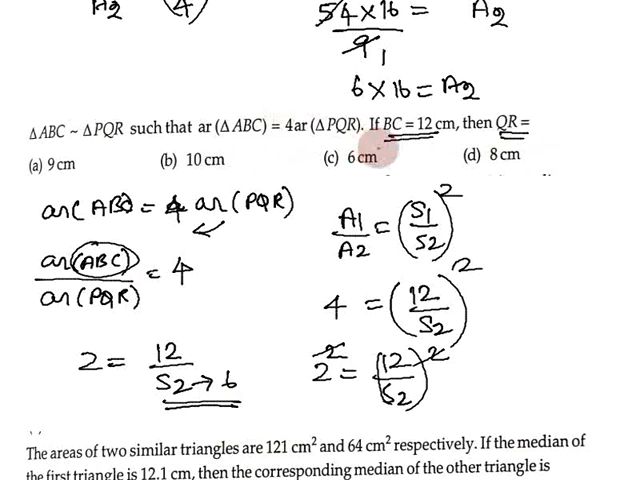 A2 (4) 54×16 = A2
91
6×16 = A2
ΔABC ~ ΔPQR such that ar (ΔABC) = 4ar (ΔPQR). If BC = 12 cm, then QR =
(a) 9 cm (b) 10 cm (c) 6 cm (d) 8 cm
ar(ABC) = 4 ar(PQR)
ar(ABC)/ar(PQR) = 4
2 = 12/S2→6
A1/A2 = (S1/S2)²
4 = (12/S2)²
2² = (12/S2)²
The areas of two similar triangles are 121 cm² and 64 cm² respectively. If the median of
the first triangle is 12.1 cm, then the corresponding median of the other triangle is